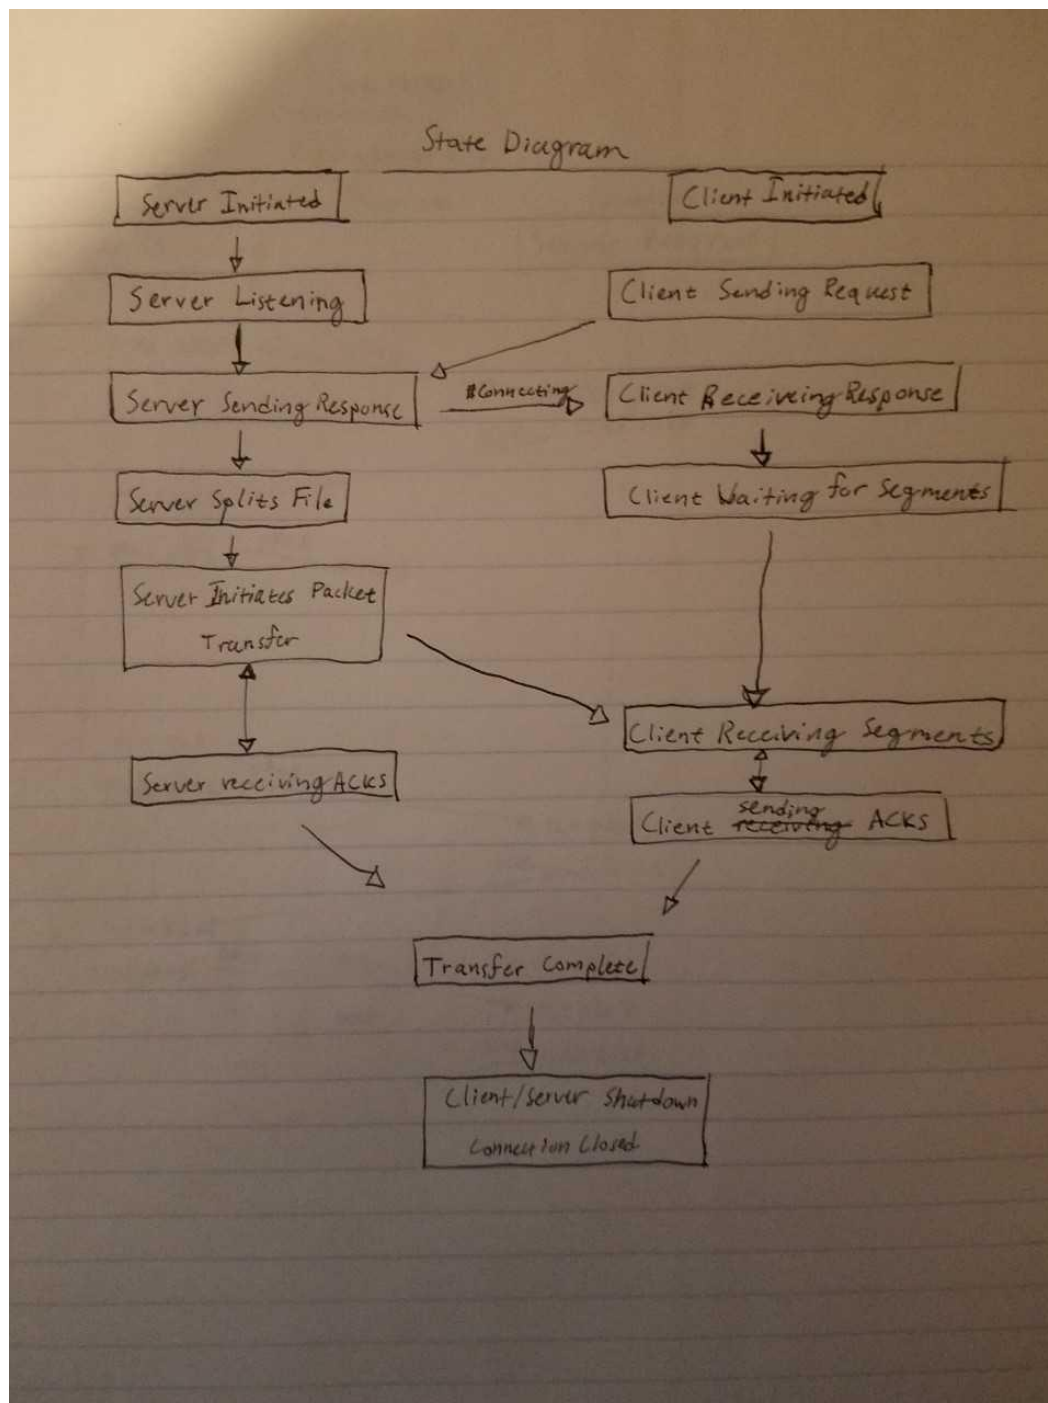 State Diagram
Server Initiated
Client Initiated
Server Listening
Client Sending Request
Server Sending Response
#Connecting
Client Receiveing Response
Server Splits File
Client Waiting for Segments
Server Initiates Packet
Transfer
Client Receiving Segments
Server receiving ACKS
sending
Client receiving ACKS
Transfer Complete
Client/Server Shutdown
Connection Closed